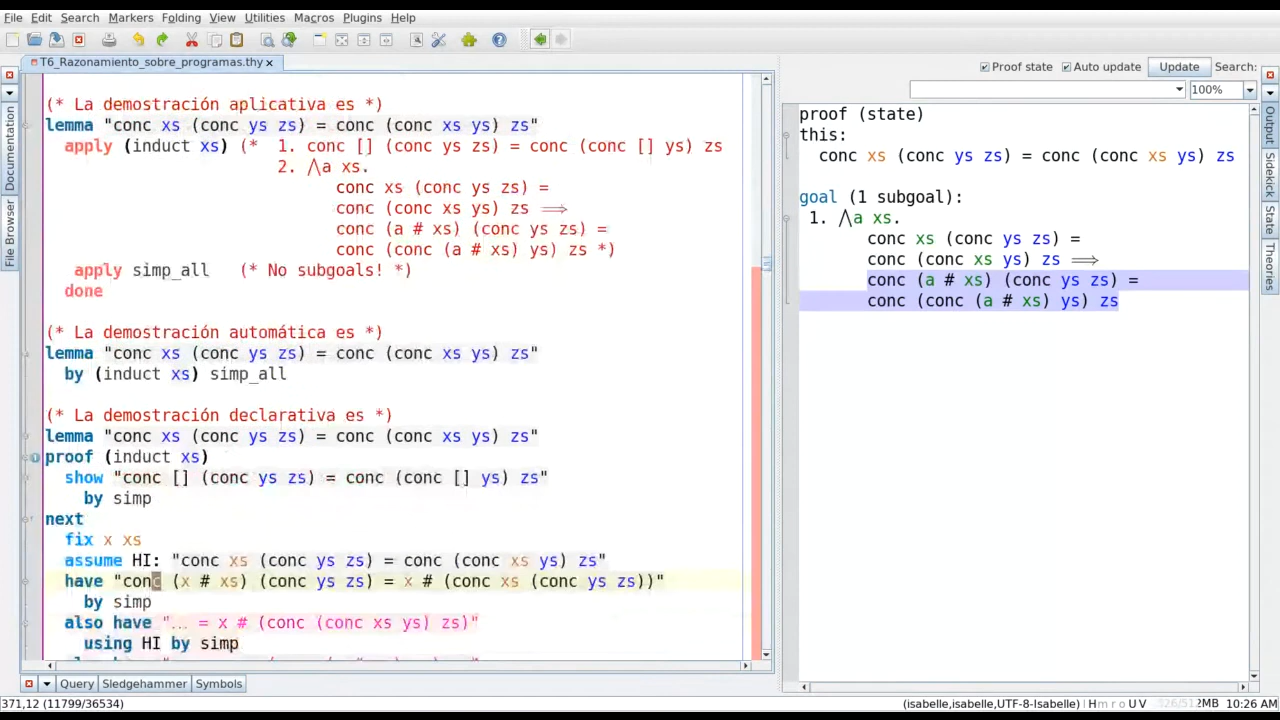 File Edit Search Markers Folding View Utilities Macros Plugins Help
T6_Razonamiento_sobre_programas.thy
Proof state Auto update Update Search:
100%
Documentation
File Browser
(* La demostración aplicativa es *)
lemma "conc xs (conc ys zs) = conc (conc xs ys) zs"
apply (induct xs) (* 1. conc [] (conc ys zs) = conc (conc [] ys) zs
2. ⋀a xs.
conc xs (conc ys zs) =
conc (conc xs ys) zs ⟹
conc (a # xs) (conc ys zs) =
conc (conc (a # xs) ys) zs *)
apply simp_all (* No subgoals! *)
done
(* La demostración automática es *)
lemma "conc xs (conc ys zs) = conc (conc xs ys) zs"
by (induct xs) simp_all
(* La demostración declarativa es *)
lemma "conc xs (conc ys zs) = conc (conc xs ys) zs"
proof (induct xs)
show "conc [] (conc ys zs) = conc (conc [] ys) zs"
by simp
next
fix x xs
assume HI: "conc xs (conc ys zs) = conc (conc xs ys) zs"
have "conc (x # xs) (conc ys zs) = x # (conc xs (conc ys zs))"
by simp
also have "... = x # (conc (conc xs ys) zs)"
using HI by simp
proof (state)
this:
conc xs (conc ys zs) = conc (conc xs ys) zs
goal (1 subgoal):
1. ⋀a xs.
conc xs (conc ys zs) =
conc (conc xs ys) zs ⟹
conc (a # xs) (conc ys zs) =
conc (conc (a # xs) ys) zs
Output
Sidekick
State
Theories
Query Sledgehammer Symbols
371,12 (11799/36534)
(isabelle,isabelle,UTF-8-Isabelle) | H m r o U V
10:26 AM